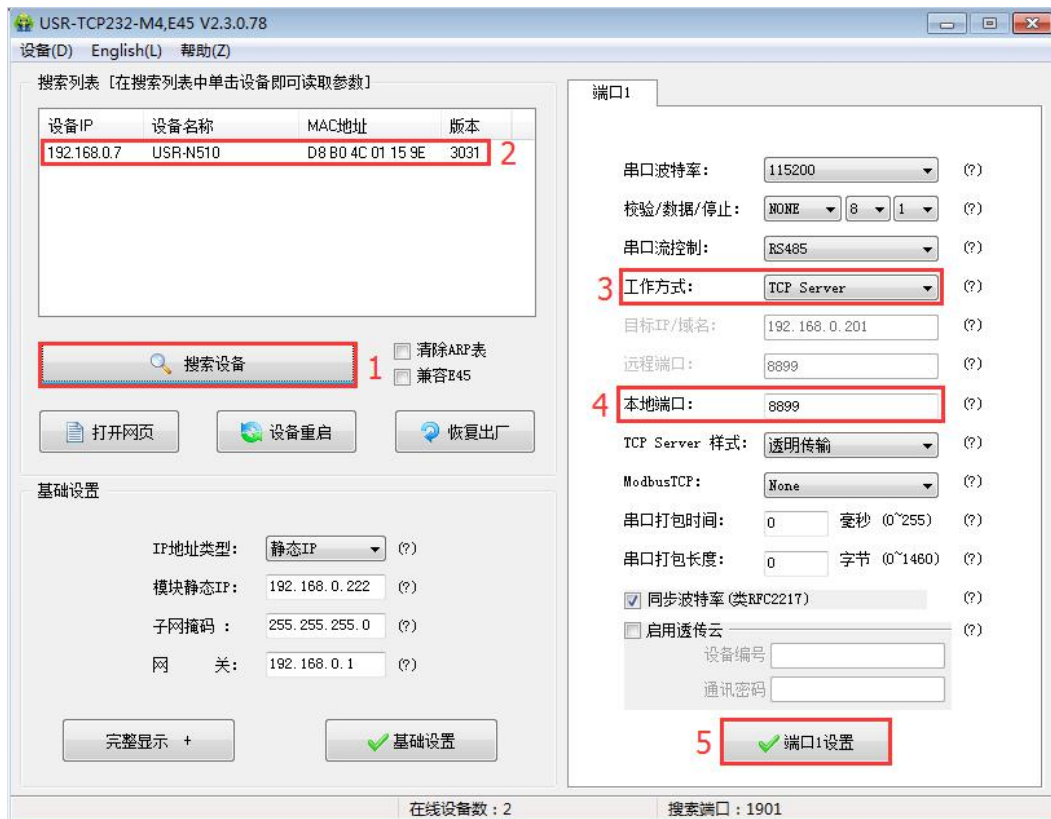 USR-TCP232-M4,E45 V2.3.0.78
设备(D) English(L) 帮助(Z)
搜索列表 [在搜索列表中单击设备即可读取参数]
设备IP 设备名称 MAC地址 版本
192.168.0.7 USR-N510 D8 B0 4C 01 15 9E 3031 2
搜索设备 1
清除ARP表
兼容E45
打开网页 设备重启 恢复出厂
基础设置
IP地址类型: 静态IP (?)
模块静态IP: 192.168.0.222 (?)
子网掩码 : 255.255.255.0 (?)
网 关: 192.168.0.1 (?)
完整显示 + 基础设置
端口1
串口波特率: 115200 (?)
校验/数据/停止: NONE 8 1 (?)
串口流控制: RS485 (?)
3 工作方式: TCP Server (?)
目标IP/域名: 192.168.0.201 (?)
远程端口: 8899 (?)
4 本地端口: 8899 (?)
TCP Server 样式: 透明传输 (?)
ModbusTCP: None (?)
串口打包时间: 0 毫秒 (0~255) (?)
串口打包长度: 0 字节 (0~1460) (?)
同步波特率(类RFC2217) (?)
启用透传云 (?)
设备编号
通讯密码
5 端口1设置
在线设备数：2 搜索端口：1901